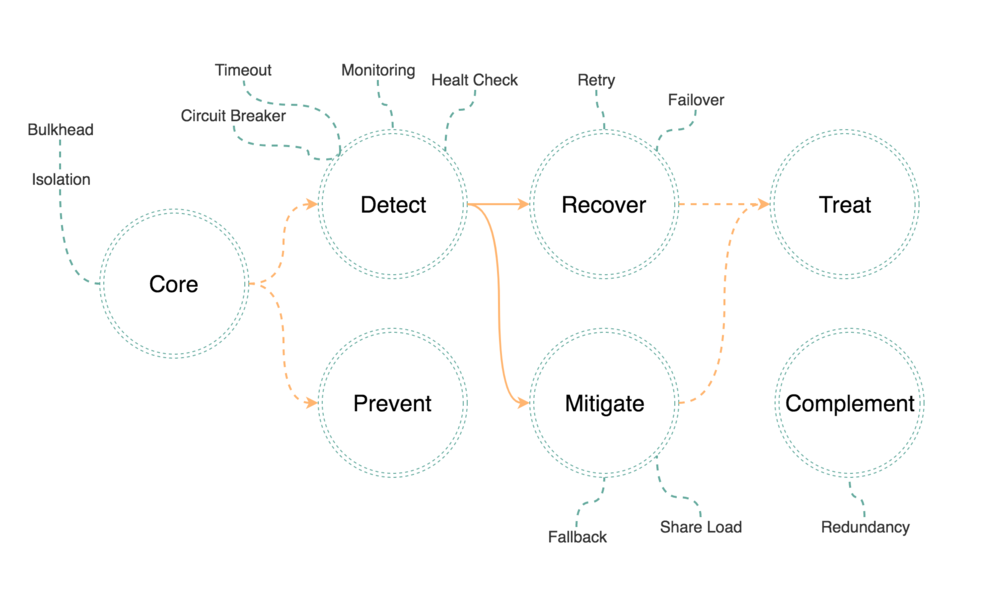 Timeout
Monitoring
Healt Check
Retry
Failover
Circuit Breaker
Bulkhead
Isolation
Detect
Recover
Treat
Core
Prevent
Mitigate
Complement
Fallback
Share Load
Redundancy